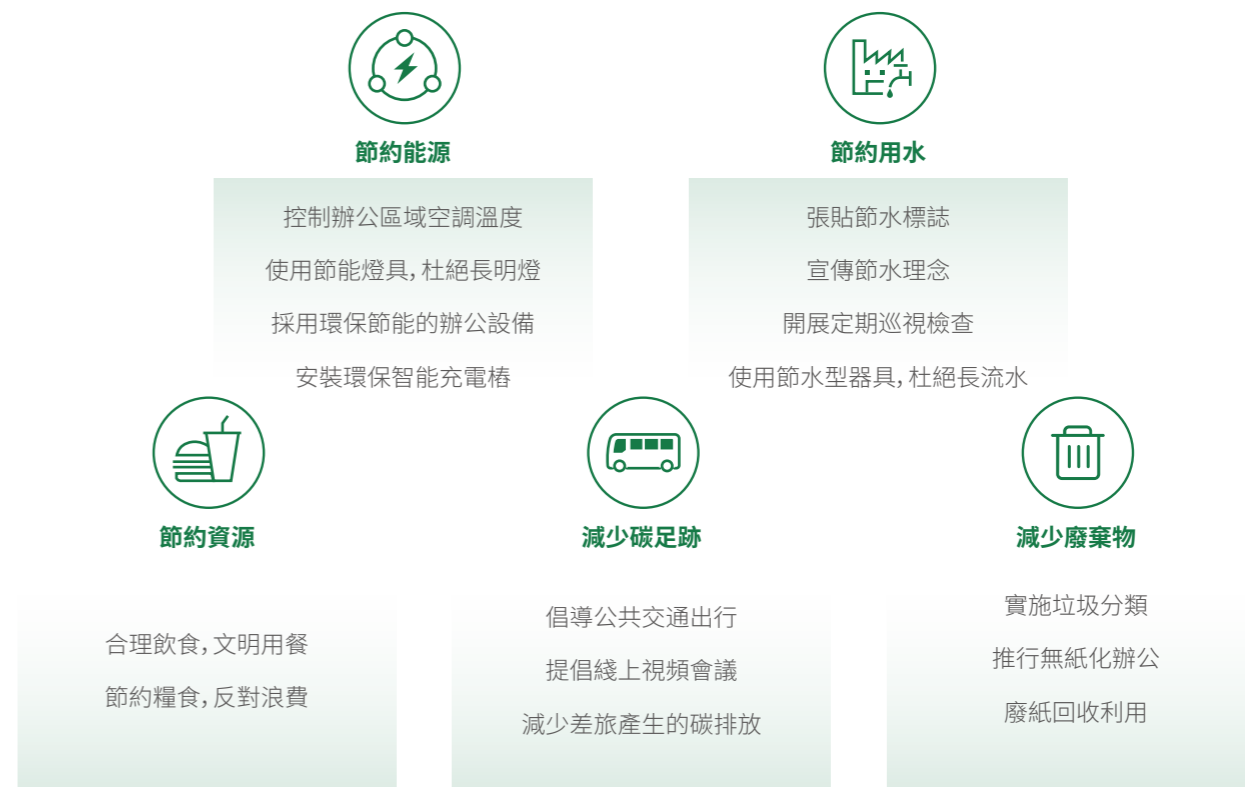 節約能源
控制辦公區域空調溫度
使用節能燈具,杜絕長明燈
採用環保節能的辦公設備
安裝環保智能充電樁
節約用水
張貼節水標誌
宣傳節水理念
開展定期巡視檢查
使用節水型器具,杜絕長流水
節約資源
合理飲食,文明用餐
節約糧食,反對浪費
減少碳足跡
倡導公共交通出行
提倡綫上視頻會議
減少差旅產生的碳排放
減少廢棄物
實施垃圾分類
推行無紙化辦公
廢紙回收利用